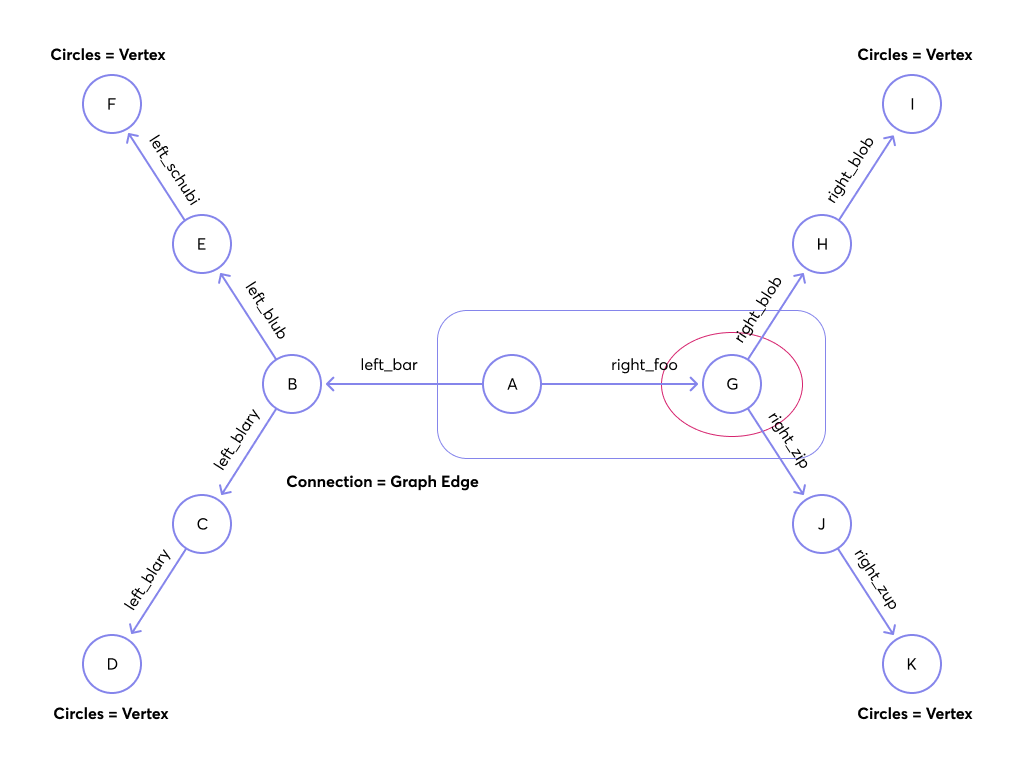 Circles = Vertex
Circles = Vertex
F
I
left_schubi
right_blob
E
H
left_blub
right_blob
left_bar
right_foo
B
A
G
left_blary
right_zip
Connection = Graph Edge
C
J
left_blary
right_zup
D
K
Circles = Vertex
Circles = Vertex